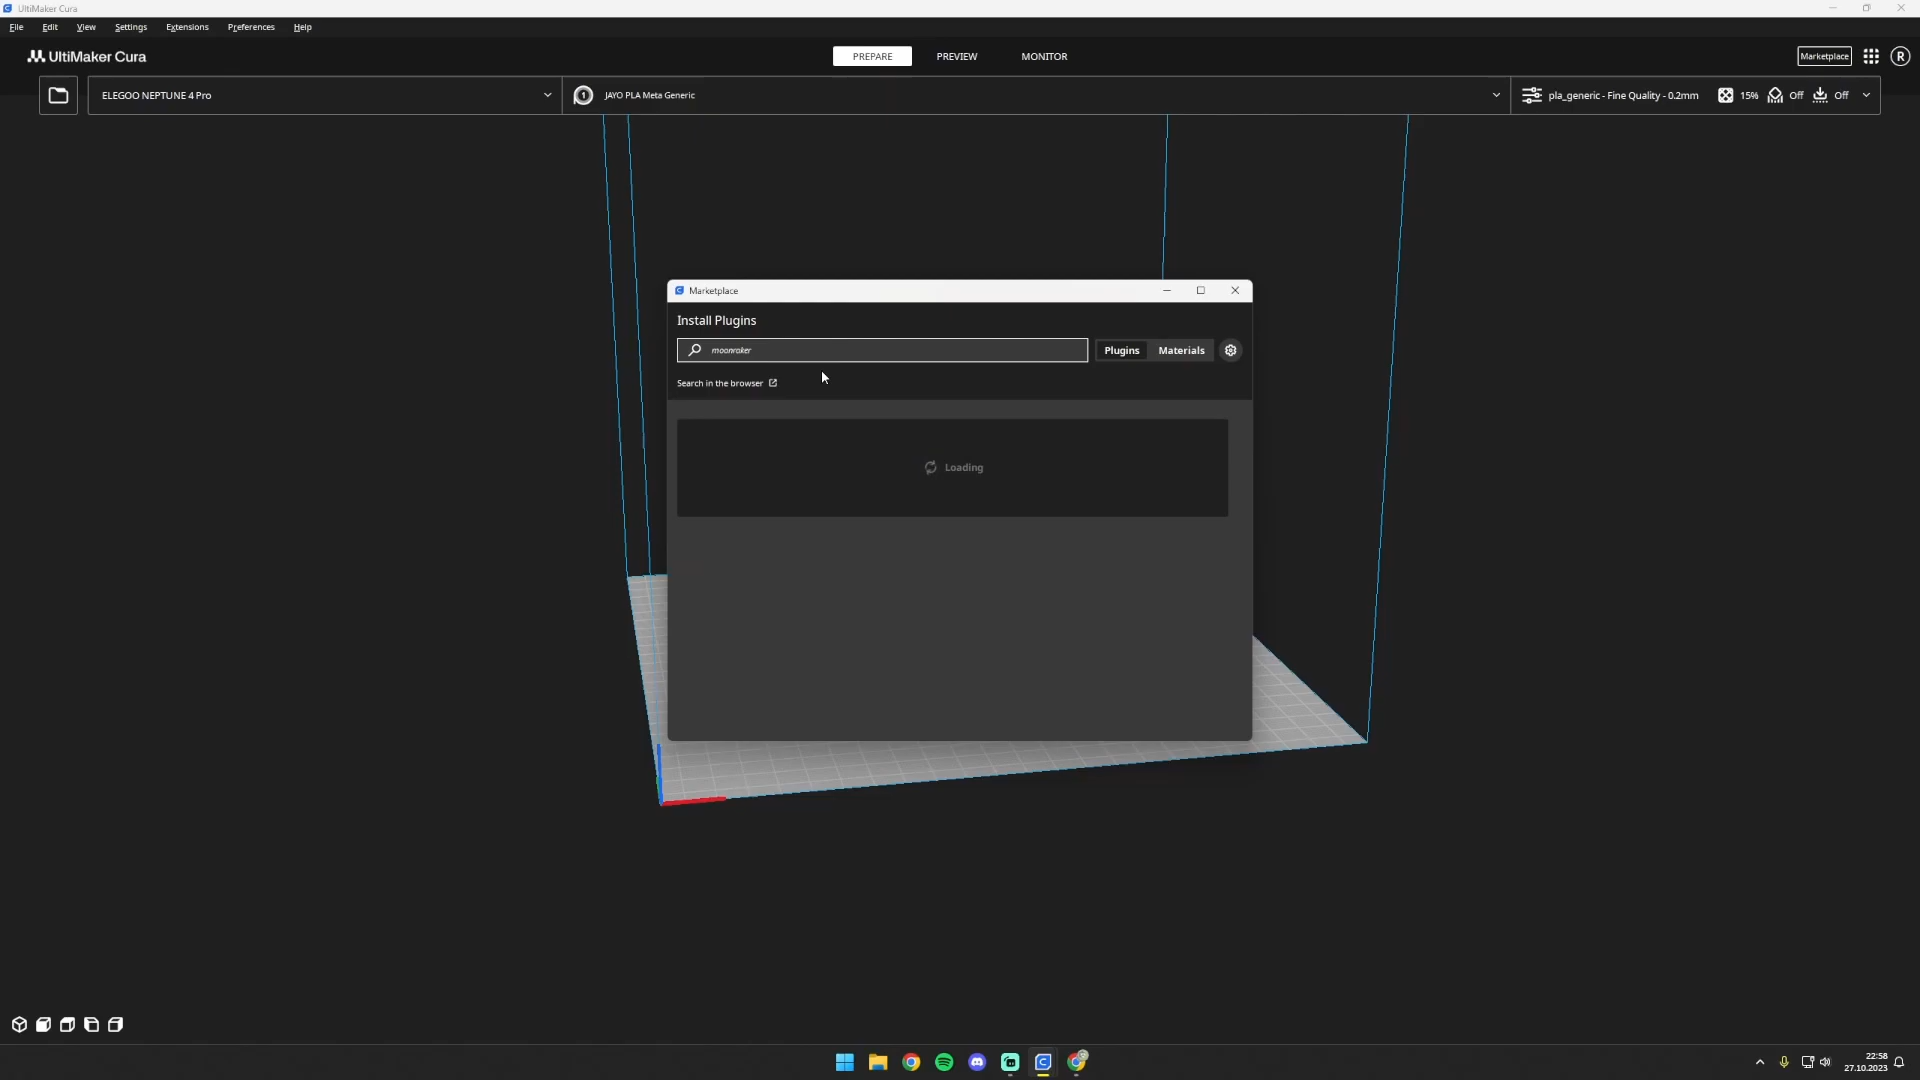 UltiMaker Cura
File Edit View Settings Extensions Preferences Help
UltiMaker Cura
PREPARE PREVIEW MONITOR
Marketplace R
ELEGOO NEPTUNE 4 Pro
1 JAYO PLA Meta Generic
pla_generic - Fine Quality - 0.2mm 15% Off Off
Marketplace
Install Plugins
moonraker
Plugins Materials
Search in the browser
Loading
22:58
27.10.2023